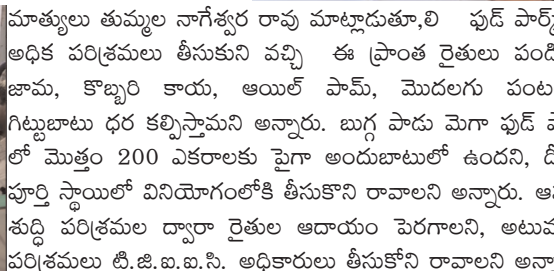 మాత్యులు తుమ్మల నాగేశ్వర రావు మాట్లాడుతూ,లి ఫుడ్ పార్క్
అధిక పరిశ్రమలు తీసుకుని వచ్చి ఈ ప్రాంత రైతులు
జామ, కొబ్బరి కాయ, ఆయిల్ పామ్, మొదలగు పంట
గిట్టుబాటు ధర కల్పిస్తామని అన్నారు. బుగ్గ పాడు మెగా ఫుడ్
లో మొత్తం 200 ఎకరాలకు పైగా అందుబాటులో ఉందని,
పూర్తి స్థాయిలో వినియోగంలోకి తీసుకొని రావాలని అన్నారు.
శుద్ధి పరిశ్రమల ద్వారా రైతుల ఆదాయం పెరగాలని,
పరిశ్రమలు టి.జి.ఐ.ఐ.సి. అధికారులు తీసుకోని రావాలని